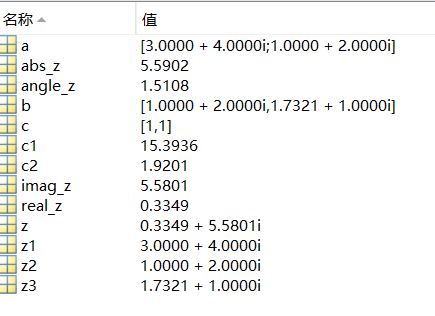 名称 值
a [3.0000 + 4.0000i;1.0000 + 2.0000i]
abs_z 5.5902
angle_z 1.5108
b [1.0000 + 2.0000i,1.7321 + 1.0000i]
c [1,1]
c1 15.3936
c2 1.9201
imag_z 5.5801
real_z 0.3349
z 0.3349 + 5.5801i
z1 3.0000 + 4.0000i
z2 1.0000 + 2.0000i
z3 1.7321 + 1.0000i